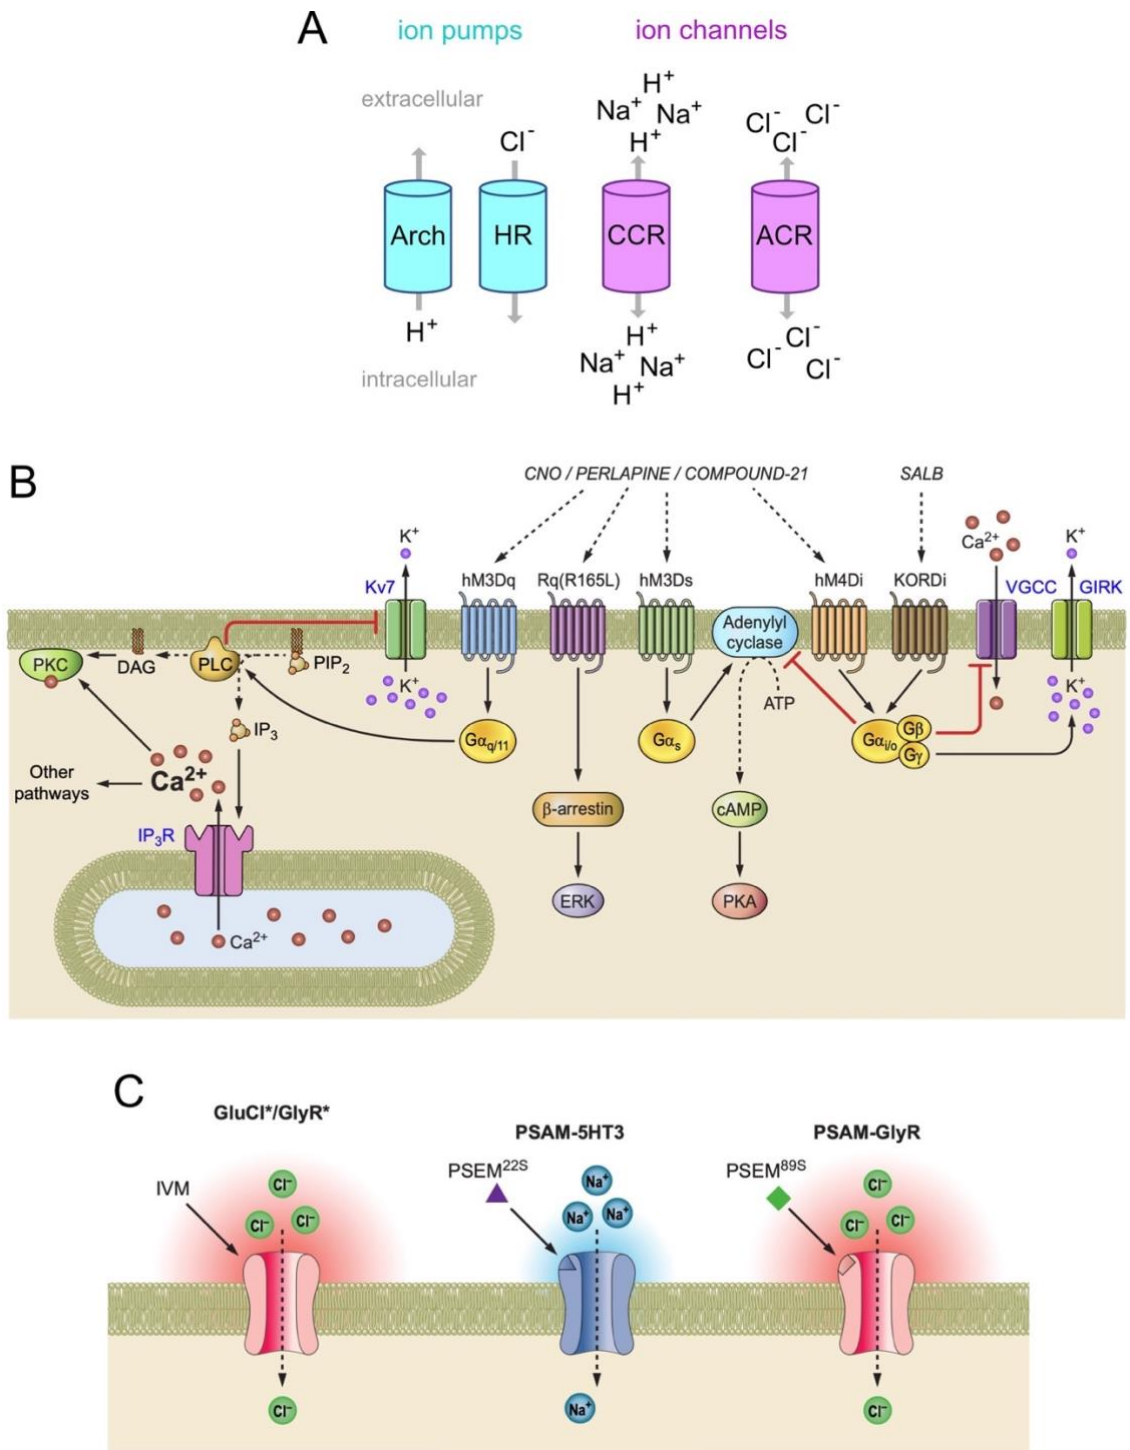 A
ion pumps ion channels
extracellular
H⁺
Na⁺ Na⁺
H⁺
Cl⁻
Cl⁻ Cl⁻
Cl⁻
Arch HR CCR ACR
H⁺
H⁺
Na⁺ Na⁺
H⁺
Cl⁻
Cl⁻ Cl⁻
intracellular
B
CNO / PERLAPINE / COMPOUND-21 SALB
K⁺
Ca²⁺
K⁺
Kv7 hM3Dq Rq(R165L) hM3Ds hM4Di KORDi VGCC GIRK
Adenylyl
cyclase
PKC DAG PLC PIP₂
K⁺
K⁺
ATP
IP₃
Gαq/11 Gαs Gαi/o Gβ
Gγ
Other
pathways
Ca²⁺
β-arrestin cAMP
IP₃R
ERK PKA
Ca²⁺
C
GluCl*/GlyR* PSAM-5HT3 PSAM-GlyR
IVM PSEM²²ˢ PSEM⁸⁹ˢ
Cl⁻ Na⁺ Cl⁻
Cl⁻ Cl⁻ Na⁺ Na⁺ Cl⁻ Cl⁻
Cl⁻ Na⁺ Cl⁻